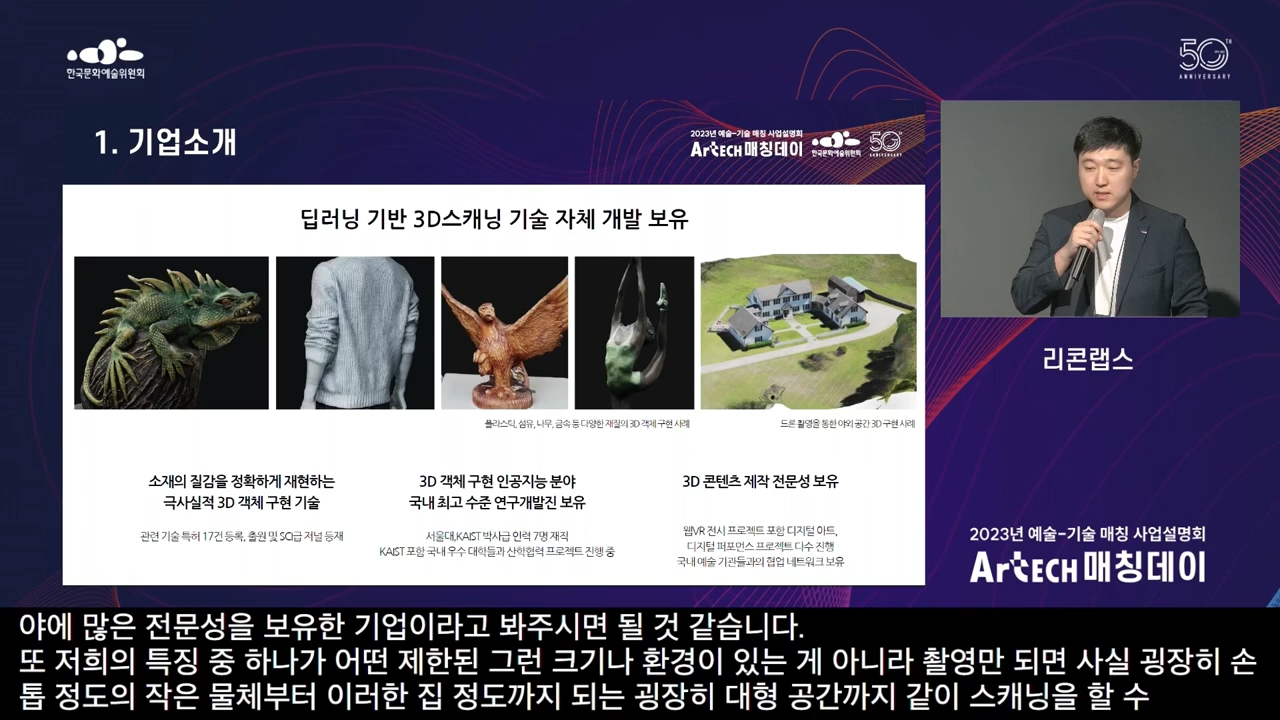 한국문화예술위원회
50TH
ANNIVERSARY
1. 기업소개
2023년 예술-기술 매칭 사업설명회
ArtECH 매칭데이
한국문화예술위원회
50TH
ANNIVERSARY
딥러닝 기반 3D스캐닝 기술 자체 개발 보유
플라스틱, 섬유, 나무, 금속 등 다양한 재질의 3D 객체 구현 사례
드론 촬영을 통한 야외 공간 3D 구현 사례
소재의 질감을 정확하게 재현하는
극사실적 3D 객체 구현 기술
관련 기술 특허 17건 등록, 출원 및 SCI급 저널 등재
3D 객체 구현 인공지능 분야
국내 최고 수준 연구개발진 보유
서울대,KAIST 박사급 인력 7명 재직
KAIST 포함 국내 우수 대학들과 산학협력 프로젝트 진행 중
3D 콘텐츠 제작 전문성 보유
웹VR 전시 프로젝트 포함 디지털 아트,
디지털 퍼포먼스 프로젝트 다수 진행
국내 예술 기관들과의 협업 네트워크 보유
리콘랩스
2023년 예술-기술 매칭 사업설명회
ArtECH 매칭데이
야에 많은 전문성을 보유한 기업이라고 봐주시면 될 것 같습니다.
또 저희의 특징 중 하나가 어떤 제한된 그런 크기나 환경이 있는 게 아니라 촬영만 되면 사실 굉장히 손
톱 정도의 작은 물체부터 이러한 집 정도까지 되는 굉장히 대형 공간까지 같이 스캐닝을 할 수